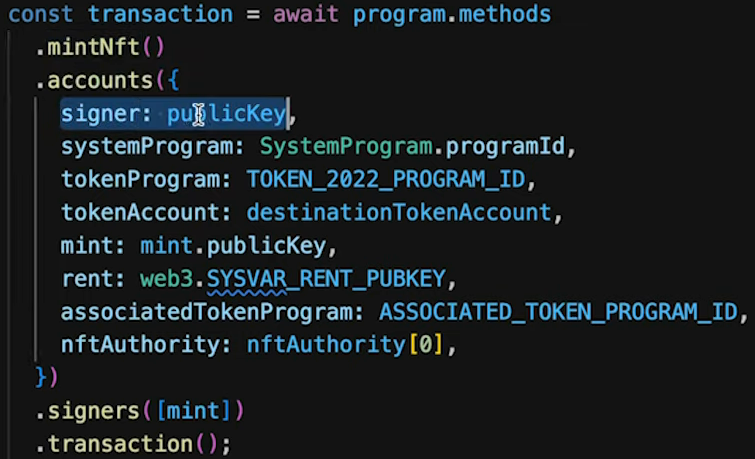 const transaction = await program.methods
.mintNft()
.accounts({
signer: publicKey,
systemProgram: SystemProgram.programId,
tokenProgram: TOKEN_2022_PROGRAM_ID,
tokenAccount: destinationTokenAccount,
mint: mint.publicKey,
rent: web3.SYSVAR_RENT_PUBKEY,
associatedTokenProgram: ASSOCIATED_TOKEN_PROGRAM_ID,
nftAuthority: nftAuthority[0],
})
.signers([mint])
.transaction();